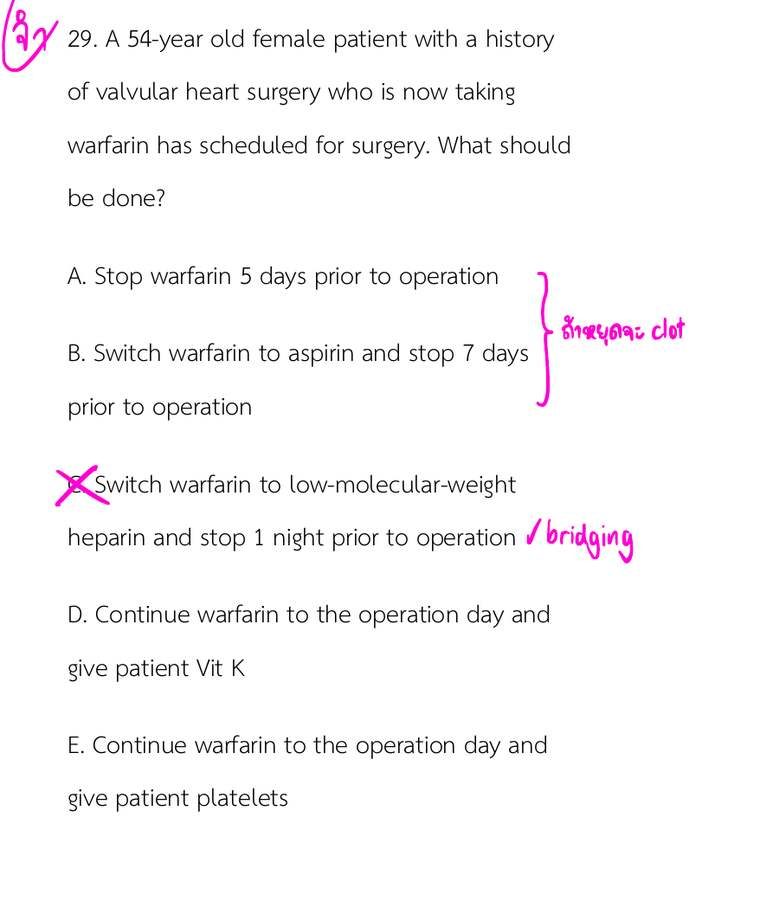 29. A 54-year old female patient with a history
of valvular heart surgery who is now taking
warfarin has scheduled for surgery. What should
be done?
A. Stop warfarin 5 days prior to operation
B. Switch warfarin to aspirin and stop 7 days
prior to operation
ถ้าหยุดจะ clot
C. Switch warfarin to low-molecular-weight
heparin and stop 1 night prior to operation ✓ bridging
D. Continue warfarin to the operation day and
give patient Vit K
E. Continue warfarin to the operation day and
give patient platelets